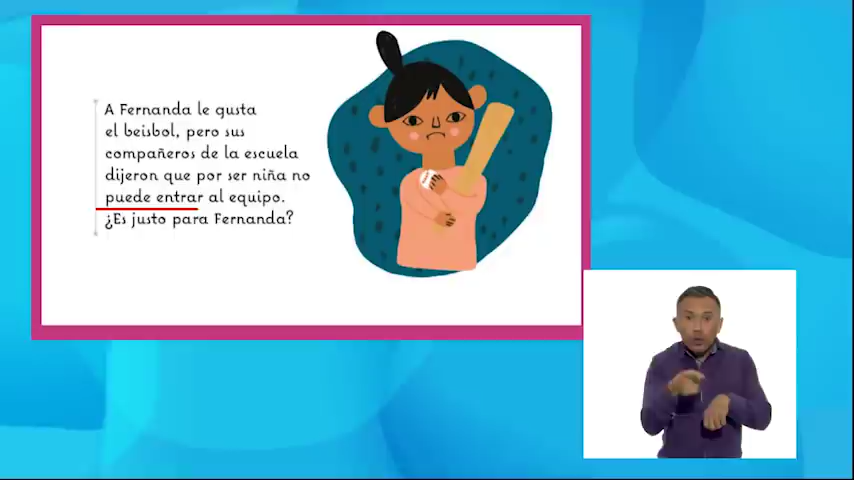 A Fernanda le gusta
el beisbol, pero sus
compañeros de la escuela
dijeron que por ser niña no
puede entrar al equipo.
¿Es justo para Fernanda?